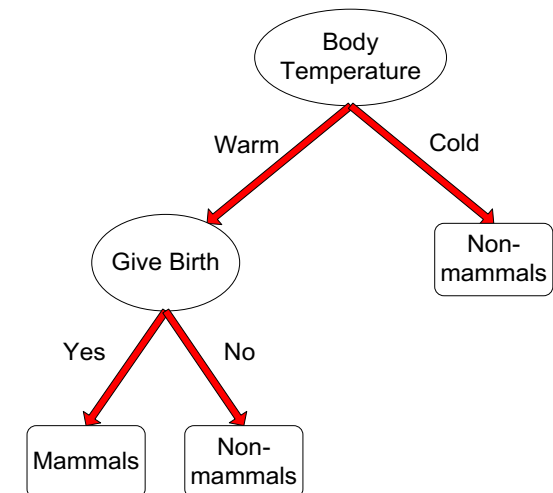 Body
Temperature
Warm
Cold
Give Birth
Non-
mammals
Yes
No
Mammals
Non-
mammals